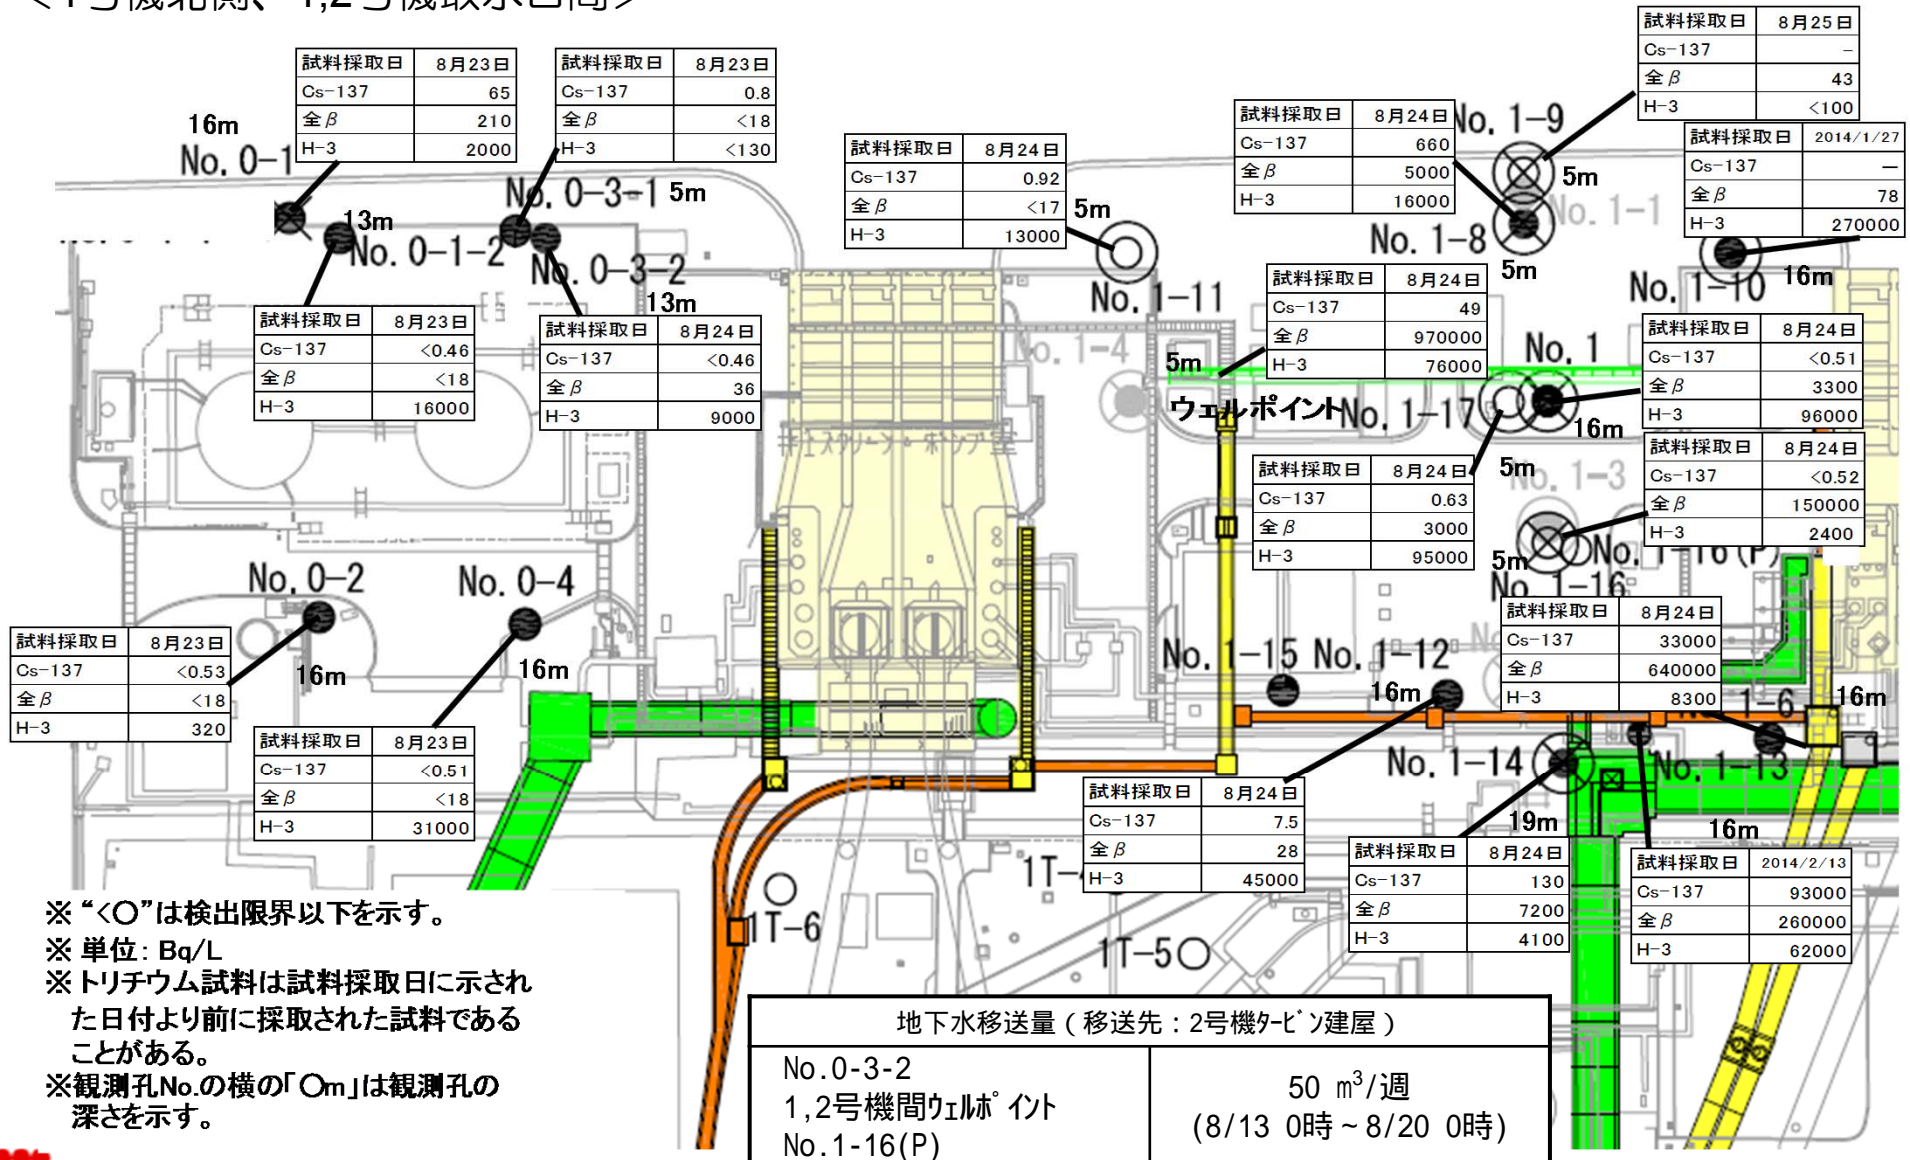 ＜1号機北側、1,2号機取水口間＞
試料採取日 8月23日
Cs-137 65
全β 210
H-3 2000
試料採取日 8月23日
Cs-137 0.8
全β <18
H-3 <130
試料採取日 8月24日
Cs-137 0.92
全β <17
H-3 13000
試料採取日 8月24日
Cs-137 660
全β 5000
H-3 16000
試料採取日 8月25日
Cs-137 -
全β 43
H-3 <100
試料採取日 2014/1/27
Cs-137 —
全β 78
H-3 270000
16m
No. 0-1
13m
No. 0-1-2
No. 0-3-1 5m
No. 0-3-2
13m
5m
No. 1-11
No. 1-9
5m
No. 1-1
No. 1-8
5m
No. 1-10
16m
試料採取日 8月23日
Cs-137 <0.46
全β <18
H-3 16000
試料採取日 8月24日
Cs-137 <0.46
全β 36
H-3 9000
試料採取日 8月24日
Cs-137 49
全β 970000
H-3 76000
試料採取日 8月24日
Cs-137 <0.51
全β 3300
H-3 96000
5m
ウェルポイント
No. 1-17
No. 1
16m
5m
No. 1-3
試料採取日 8月24日
Cs-137 0.63
全β 3000
H-3 95000
試料採取日 8月24日
Cs-137 <0.52
全β 150000
H-3 2400
5m
No. 1-16(P)
No. 1-16
No. 0-2
16m
No. 0-4
16m
試料採取日 8月23日
Cs-137 <0.53
全β <18
H-3 320
試料採取日 8月23日
Cs-137 <0.51
全β <18
H-3 31000
試料採取日 8月24日
Cs-137 33000
全β 640000
H-3 8300
No. 1-15 No. 1-12
16m
1-6
16m
No. 1-14
19m
No. 1-13
16m
試料採取日 8月24日
Cs-137 7.5
全β 28
H-3 45000
試料採取日 8月24日
Cs-137 130
全β 7200
H-3 4100
試料採取日 2014/2/13
Cs-137 93000
全β 260000
H-3 62000
1T-6
1T-5
※ “<○”は検出限界以下を示す。
※ 単位: Bq/L
※ トリチウム試料は試料採取日に示され
た日付より前に採取された試料である
ことがある。
※観測孔No.の横の「○m」は観測孔の
深さを示す。
地下水移送量 ( 移送先 : 2号機ﾀｰﾋﾞﾝ建屋 )
No.0-3-2
1,2号機間ｳｪﾙﾎﾟｲﾝﾄ
No.1-16(P)
50 m³/週
(8/13 0時 ~ 8/20 0時)